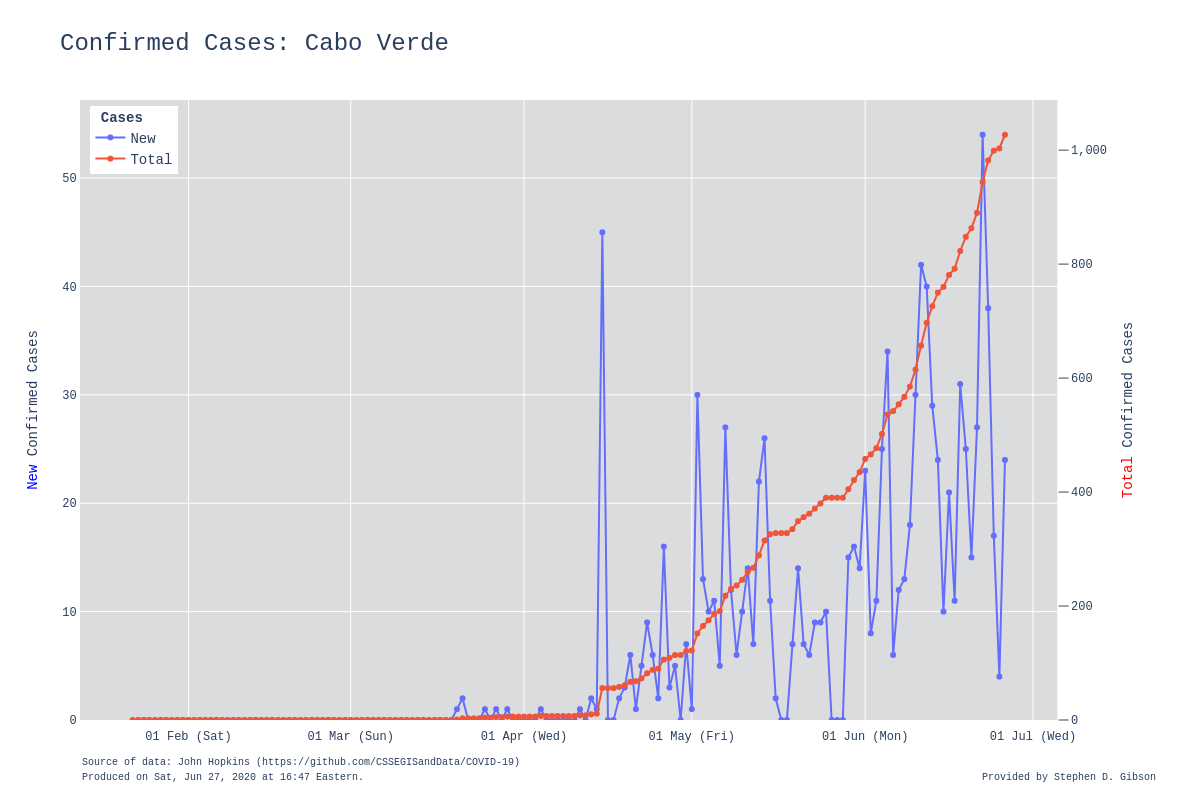 Confirmed Cases: Cabo Verde
Cases
New
Total
50
40
30
20
10
0
1,000
800
600
400
200
0
New Confirmed Cases
Total Confirmed Cases
01 Feb (Sat)
01 Mar (Sun)
01 Apr (Wed)
01 May (Fri)
01 Jun (Mon)
01 Jul (Wed)
Source of data: John Hopkins (https://github.com/CSSEGISandData/COVID-19)
Produced on Sat, Jun 27, 2020 at 16:47 Eastern.
Provided by Stephen D. Gibson